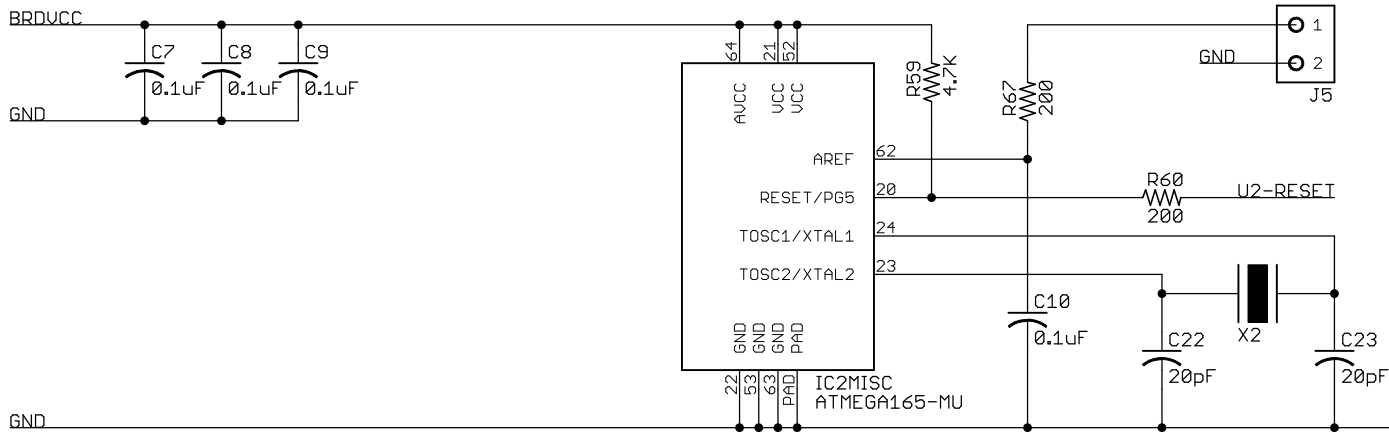 BRDVCC
C7
0.1uF
C8
0.1uF
C9
0.1uF
GND
64
21
52
AVCC
VCC
VCC
AREF
62
RESET/PG5
20
TOSC1/XTAL1
24
TOSC2/XTAL2
23
GND
GND
GND
PAD
22
53
63
PAD
IC2MISC
ATMEGA165-MU
R59
4.7K
R67
200
GND
1
2
J5
R60
200
U2-RESET
C10
0.1uF
X2
C22
20pF
C23
20pF
GND